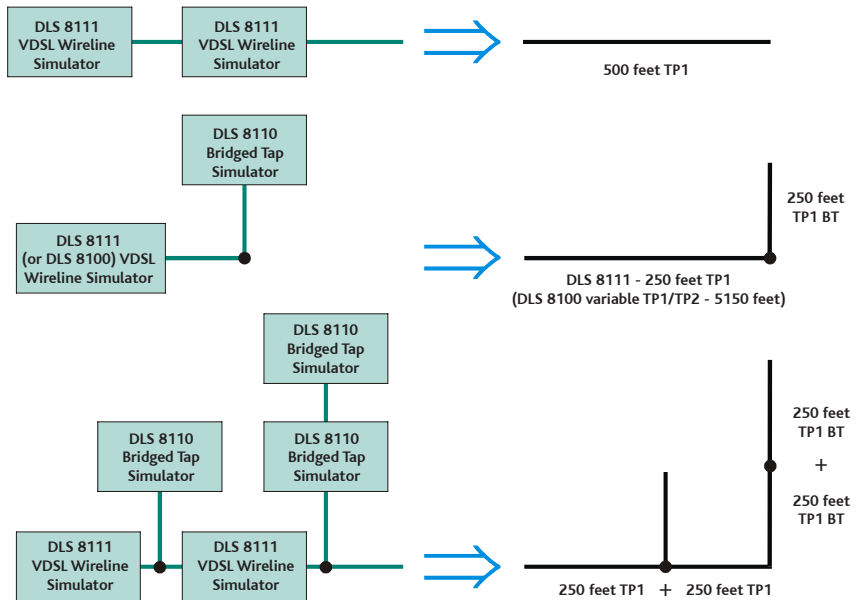 DLS 8111
VDSL Wireline
Simulator
DLS 8111
VDSL Wireline
Simulator
500 feet TP1
DLS 8110
Bridged Tap
Simulator
DLS 8111
(or DLS 8100) VDSL
Wireline Simulator
250 feet
TP1 BT
DLS 8111 - 250 feet TP1
(DLS 8100 variable TP1/TP2 - 5150 feet)
DLS 8110
Bridged Tap
Simulator
DLS 8110
Bridged Tap
Simulator
DLS 8110
Bridged Tap
Simulator
DLS 8111
VDSL Wireline
Simulator
DLS 8111
VDSL Wireline
Simulator
250 feet
TP1 BT
+
250 feet
TP1 BT
250 feet TP1 + 250 feet TP1